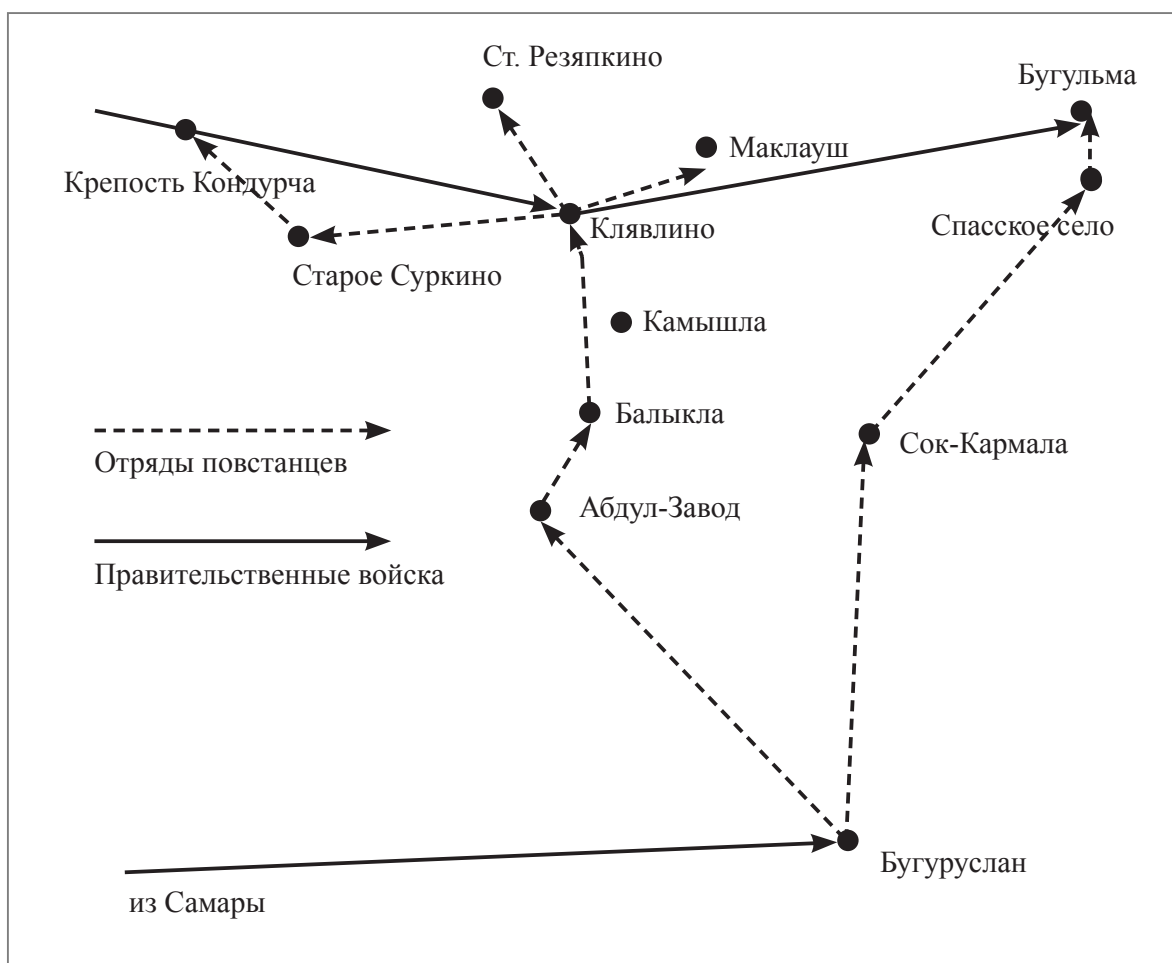 Ст. Резяпкино
Бугульма
Маклауш
Крепость Кондурча
Клявлино
Спасское село
Старое Суркино
Камышла
Балыкла
Сок-Кармала
Отряды повстанцев
Абдул-Завод
Правительственные войска
Бугуруслан
из Самары